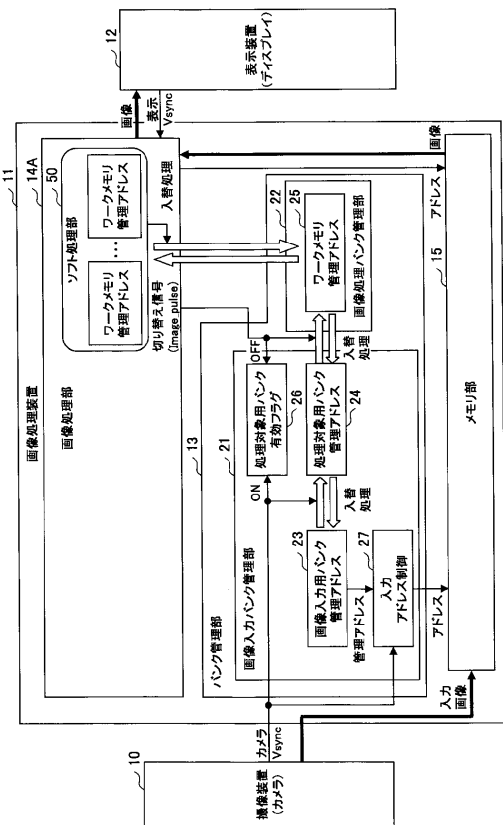 10
撮像装置
(カメラ)
カメラ
Vsync
入力
画像
11
画像処理装置
14A
画像処理部
50
ソフト処理部
ワークメモリ
管理アドレス
…
ワークメモリ
管理アドレス
切り替え信号
(Image_pulse)
入替処理
画像
表示
Vsync
12
表示装置
(ディスプレイ)
13
バンク管理部
21
画像入力バンク管理部
ON
OFF
処理対象用バンク
有効フラグ
26
23
画像入力用バンク
管理アドレス
入替
処理
処理対象用バンク
管理アドレス
24
入替
処理
22
25
ワークメモリ
管理アドレス
画像処理バンク管理部
管理アドレス
27
入力
アドレス制御
アドレス
アドレス
画像
15
メモリ部